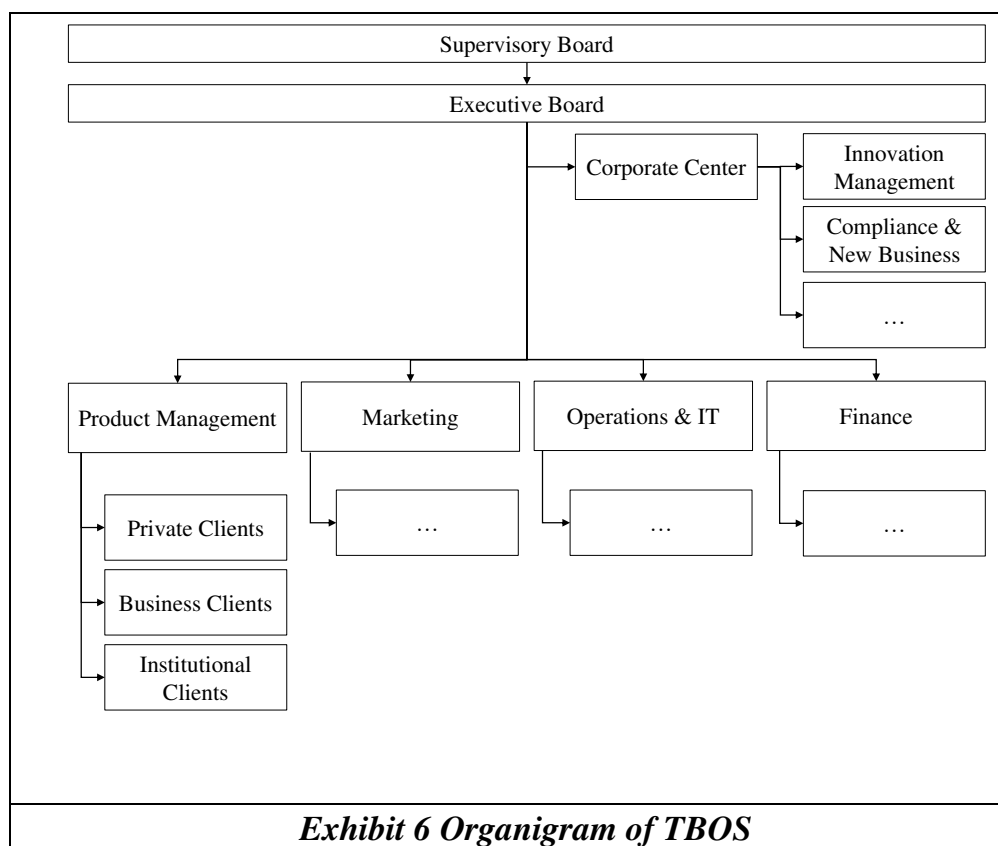 Supervisory Board
Executive Board
Corporate Center
Innovation
Management
Compliance &
New Business
…
Product Management
Marketing
Operations & IT
Finance
Private Clients
…
…
…
Business Clients
Institutional
Clients
Exhibit 6 Organigram of TBOS